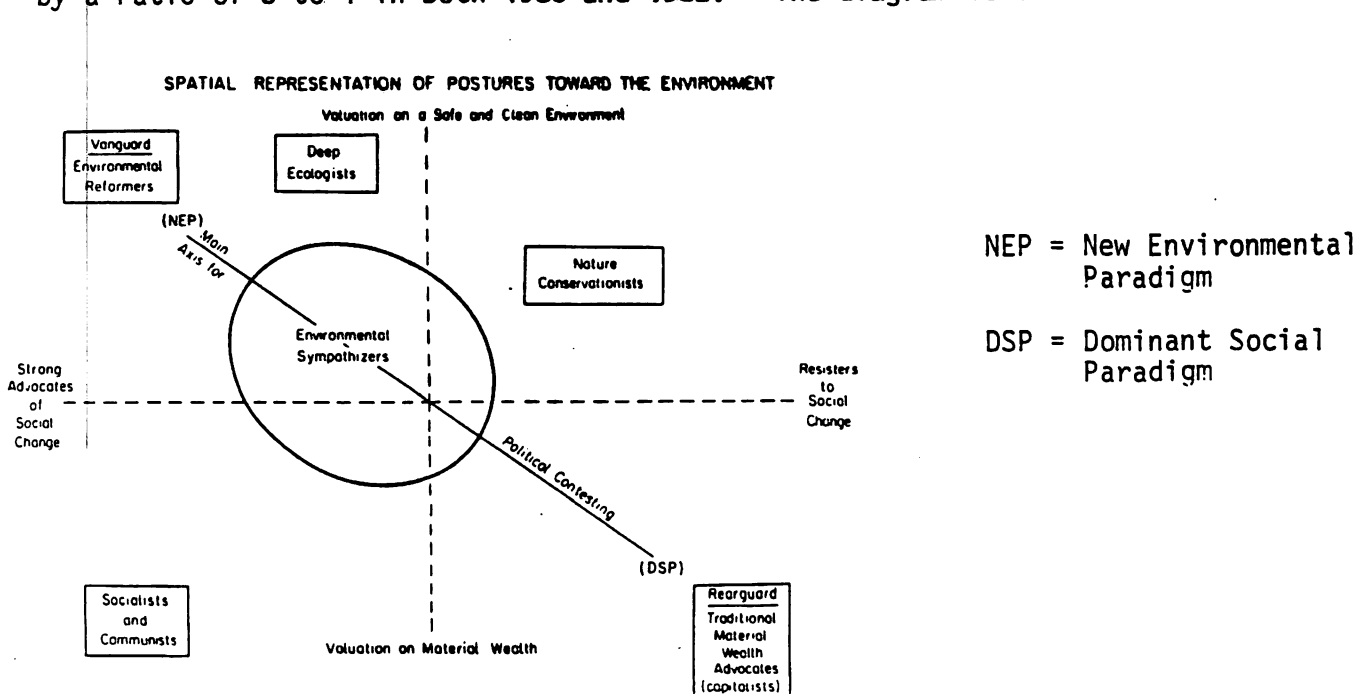 SPATIAL REPRESENTATION OF POSTURES TOWARD THE ENVIRONMENT
Valuation on a Safe and Clean Environment
Vanguard
Environmental
Reformers
Deep
Ecologists
(NEP)
Main
Axis for
Nature
Conservationists
NEP = New Environmental
Paradigm
DSP = Dominant Social
Paradigm
Environmental
Sympathizers
Strong
Advocates
of
Social
Change
Resisters
to
Social
Change
Political Contesting
(DSP)
Socialists
and
Communists
Valuation on Material Wealth
Rearguard
Traditional
Material
Wealth
Advocates
(capitalists)